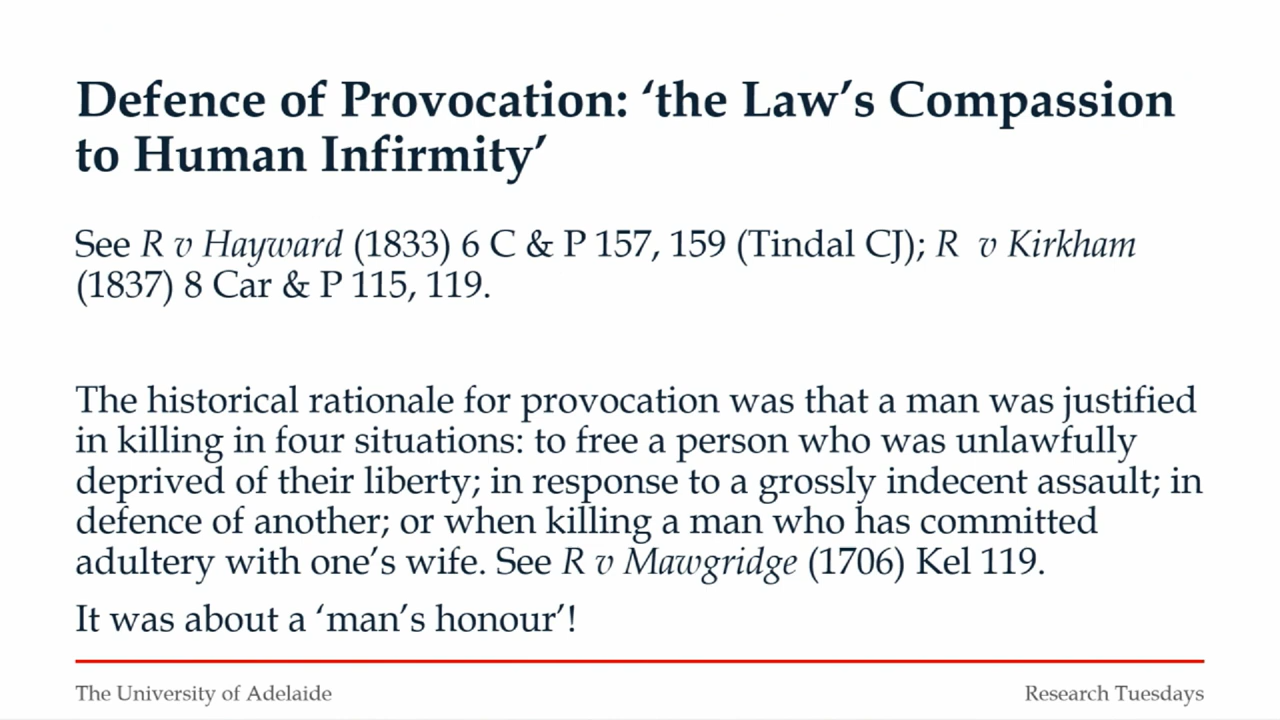 Defence of Provocation: ‘the Law’s Compassion
to Human Infirmity’
See R v Hayward (1833) 6 C & P 157, 159 (Tindal CJ); R v Kirkham
(1837) 8 Car & P 115, 119.
The historical rationale for provocation was that a man was justified
in killing in four situations: to free a person who was unlawfully
deprived of their liberty; in response to a grossly indecent assault; in
defence of another; or when killing a man who has committed
adultery with one’s wife. See R v Mawgridge (1706) Kel 119.
It was about a ‘man’s honour’!
The University of Adelaide
Research Tuesdays